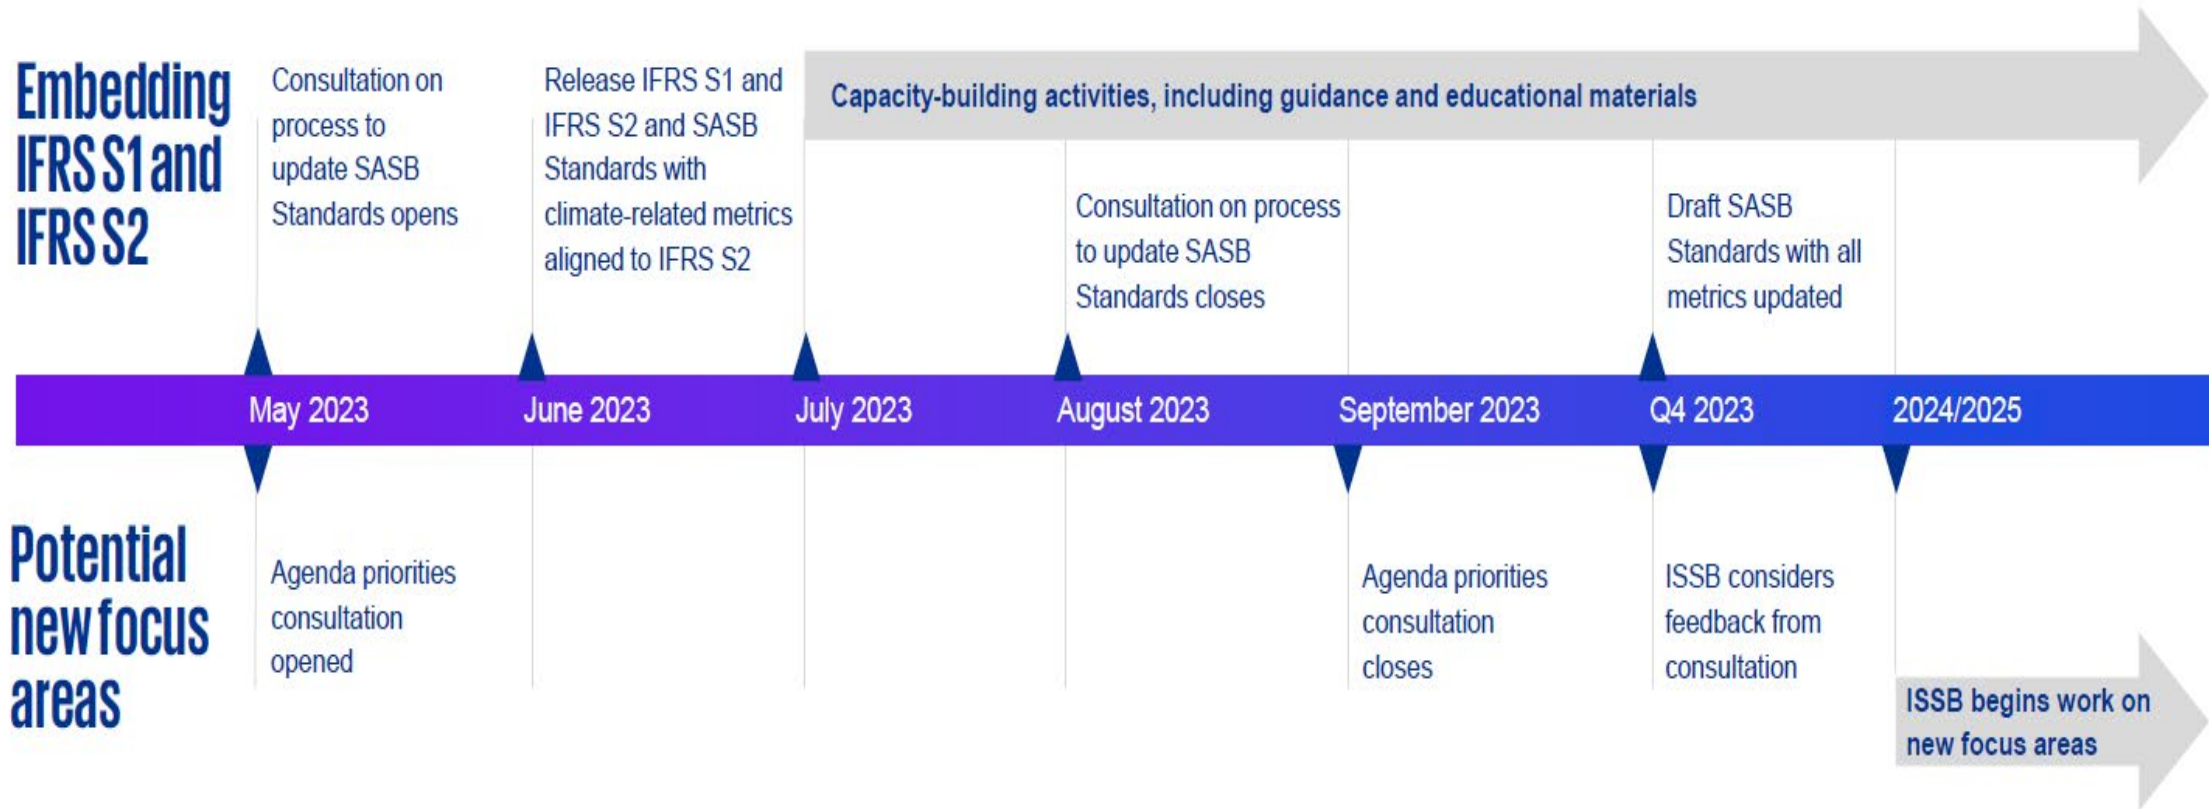 Embedding
IFRS S1 and
IFRS S2
Consultation on
process to
update SASB
Standards opens
Release IFRS S1 and
IFRS S2 and SASB
Standards with
climate-related metrics
aligned to IFRS S2
Capacity-building activities, including guidance and educational materials
Consultation on process
to update SASB
Standards closes
Draft SASB
Standards with all
metrics updated
May 2023
June 2023
July 2023
August 2023
September 2023
Q4 2023
2024/2025
Potential
new focus
areas
Agenda priorities
consultation
opened
Agenda priorities
consultation
closes
ISSB considers
feedback from
consultation
ISSB begins work on
new focus areas